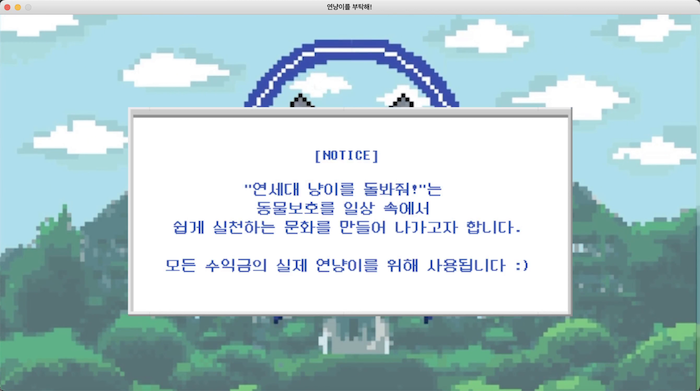 연냥이를 부탁해!
[NOTICE]
"연세대 냥이를 돌봐줘!"는
동물보호를 일상 속에서
쉽게 실천하는 문화를 만들어 나가고자 합니다.
모든 수익금의 실제 연냥이를 위해 사용됩니다 :)